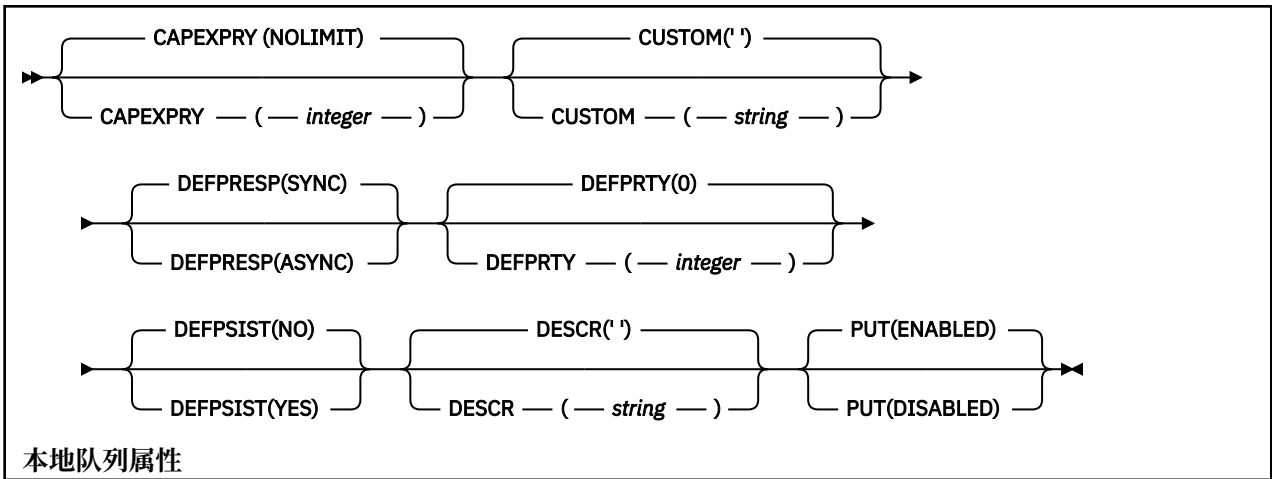 CAPEXPRY (NOLIMIT) CUSTOM(' ')
CAPEXPRY ( integer ) CUSTOM ( string )
DEFPRESP(SYNC) DEFPRTY(0)
DEFPRESP(ASYNC) DEFPRTY ( integer )
DEFPSIST(NO) DESCR(' ') PUT(ENABLED)
DEFPSIST(YES) DESCR ( string ) PUT(DISABLED)
本地队列属性